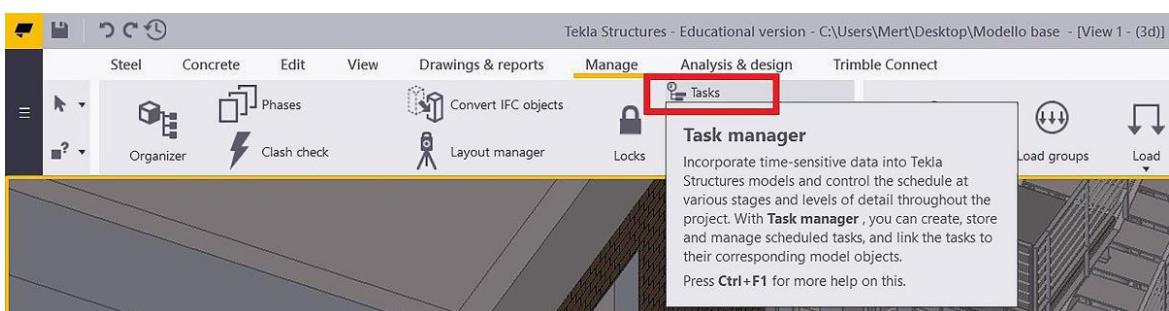 Tekla Structures - Educational version - C:\Users\Mert\Desktop\Modello base - [View 1 - (3d)]
Steel Concrete Edit View Drawings & reports Manage Analysis & design Trimble Connect
Organizer
Phases
Clash check
Convert IFC objects
Layout manager
Locks
Tasks
Load groups
Load
Task manager
Incorporate time-sensitive data into Tekla
Structures models and control the schedule at
various stages and levels of detail throughout the
project. With Task manager , you can create, store
and manage scheduled tasks, and link the tasks to
their corresponding model objects.
Press Ctrl+F1 for more help on this.